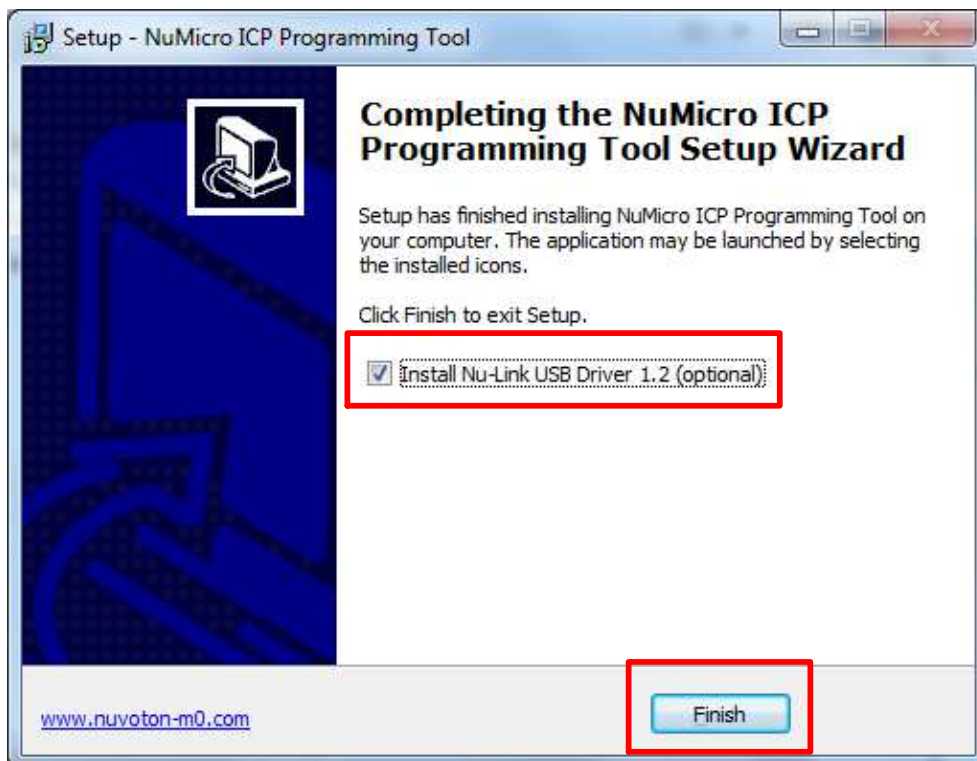 Setup - NuMicro ICP Programming Tool
Completing the NuMicro ICP
Programming Tool Setup Wizard
Setup has finished installing NuMicro ICP Programming Tool on
your computer. The application may be launched by selecting
the installed icons.
Click Finish to exit Setup.
Install Nu-Link USB Driver 1.2 (optional)
www.nuvoton-m0.com
Finish